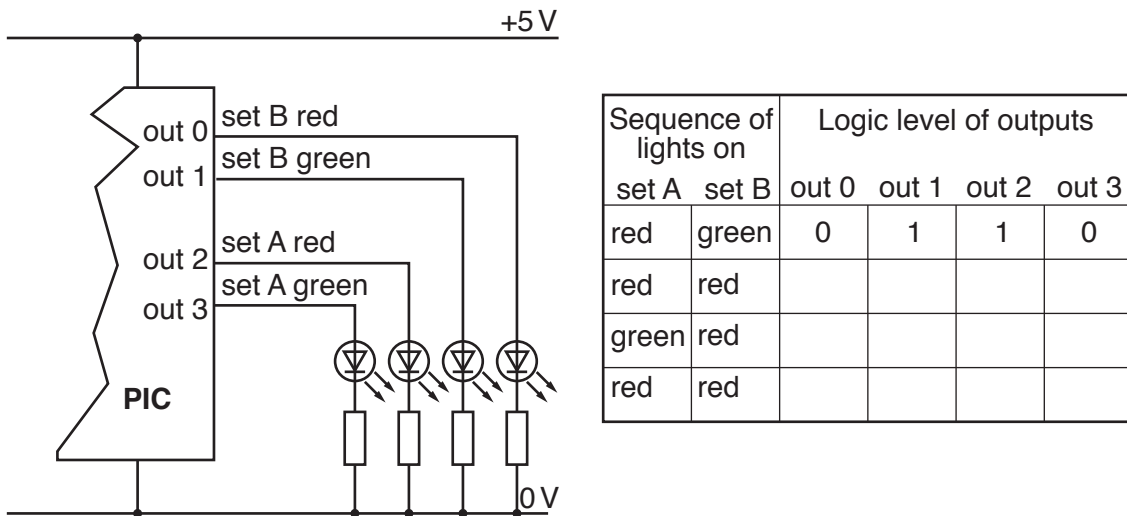 +5 V
out 0
set B red
out 1
set B green
out 2
set A red
out 3
set A green
PIC
0 V
Sequence of lights on
Logic level of outputs
set A set B out 0 out 1 out 2 out 3
red green 0 1 1 0
red red
green red
red red